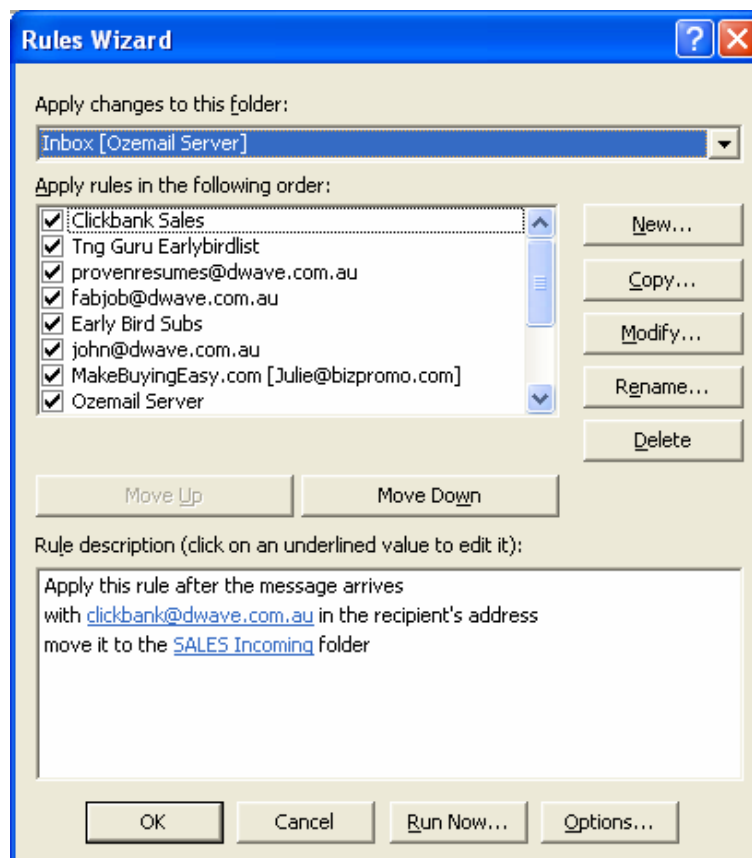 Rules Wizard
?
X
Apply changes to this folder:
Inbox [Ozemail Server]
Apply rules in the following order:
Clickbank Sales
Tng Guru Earlybirdlist
provenresumes@dwave.com.au
fabjob@dwave.com.au
Early Bird Subs
john@dwave.com.au
MakeBuyingEasy.com [Julie@bizpromo.com]
Ozemail Server
New...
Copy...
Modify...
Rename...
Delete
Move Up
Move Down
Rule description (click on an underlined value to edit it):
Apply this rule after the message arrives
with clickbank@dwave.com.au in the recipient's address
move it to the SALES Incoming folder
OK
Cancel
Run Now...
Options...